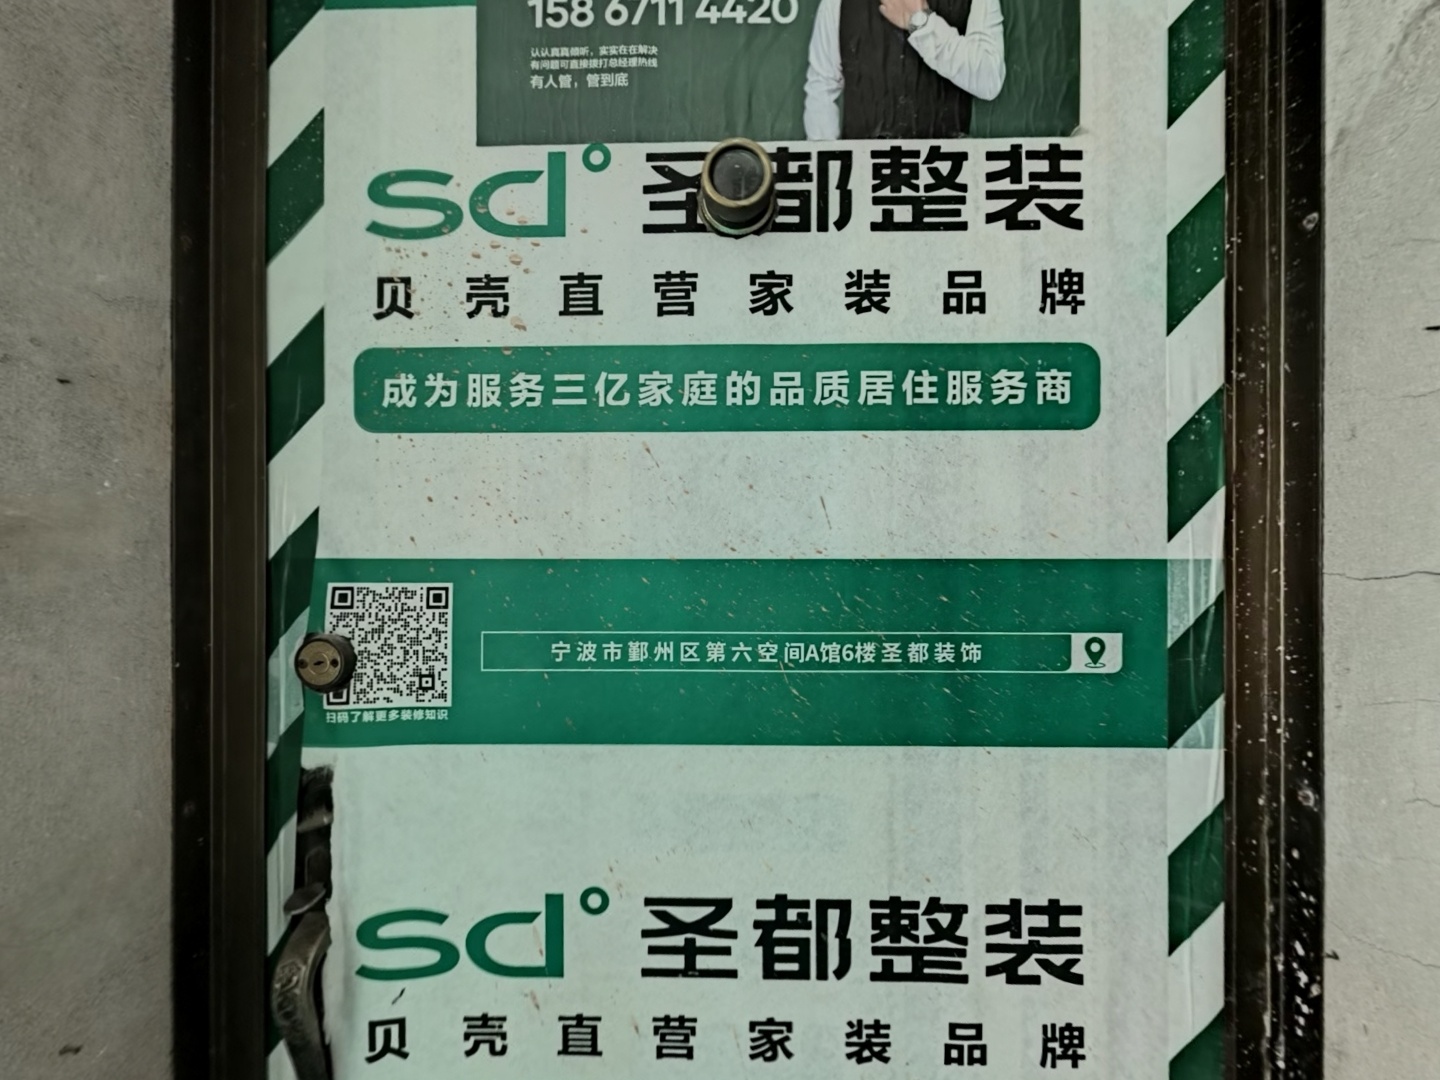 158 6711 4420
认认真真倾听，实实在在解决
有问题可直接拨打总经理热线
有人管，管到底
sd° 圣都整装
贝壳直营家装品牌
成为服务三亿家庭的品质居住服务商
宁波市鄞州区第六空间A馆6楼圣都装饰
扫码了解更多装修知识
sd° 圣都整装
贝壳直营家装品牌